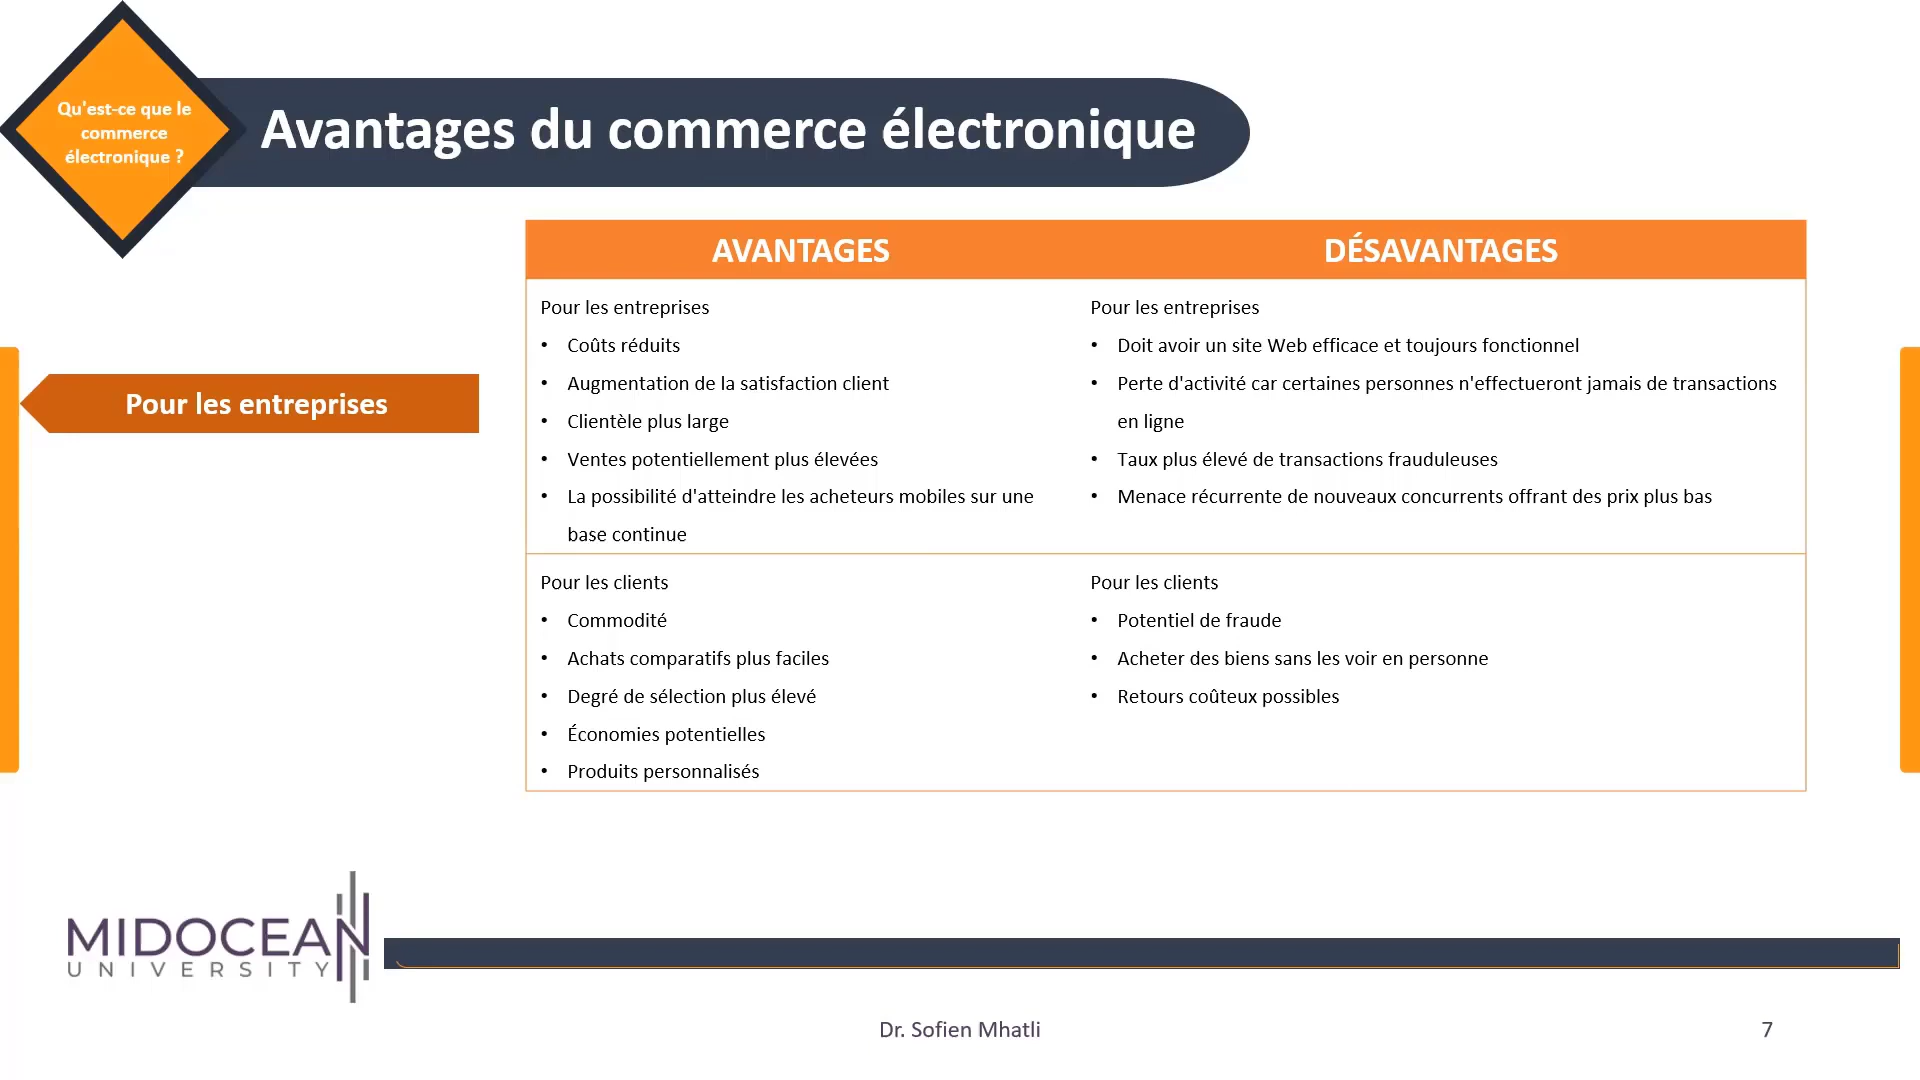 Qu'est-ce que le
commerce
électronique ?
Avantages du commerce électronique
Pour les entreprises
AVANTAGES
DÉSAVANTAGES
Pour les entreprises
• Coûts réduits
• Augmentation de la satisfaction client
• Clientèle plus large
• Ventes potentiellement plus élevées
• La possibilité d'atteindre les acheteurs mobiles sur une
base continue
Pour les entreprises
• Doit avoir un site Web efficace et toujours fonctionnel
• Perte d'activité car certaines personnes n'effectueront jamais de transactions
en ligne
• Taux plus élevé de transactions frauduleuses
• Menace récurrente de nouveaux concurrents offrant des prix plus bas
Pour les clients
• Commodité
• Achats comparatifs plus faciles
• Degré de sélection plus élevé
• Économies potentielles
• Produits personnalisés
Pour les clients
• Potentiel de fraude
• Acheter des biens sans les voir en personne
• Retours coûteux possibles
MIDOCEAN
UNIVERSITY
Dr. Sofien Mhatli
7